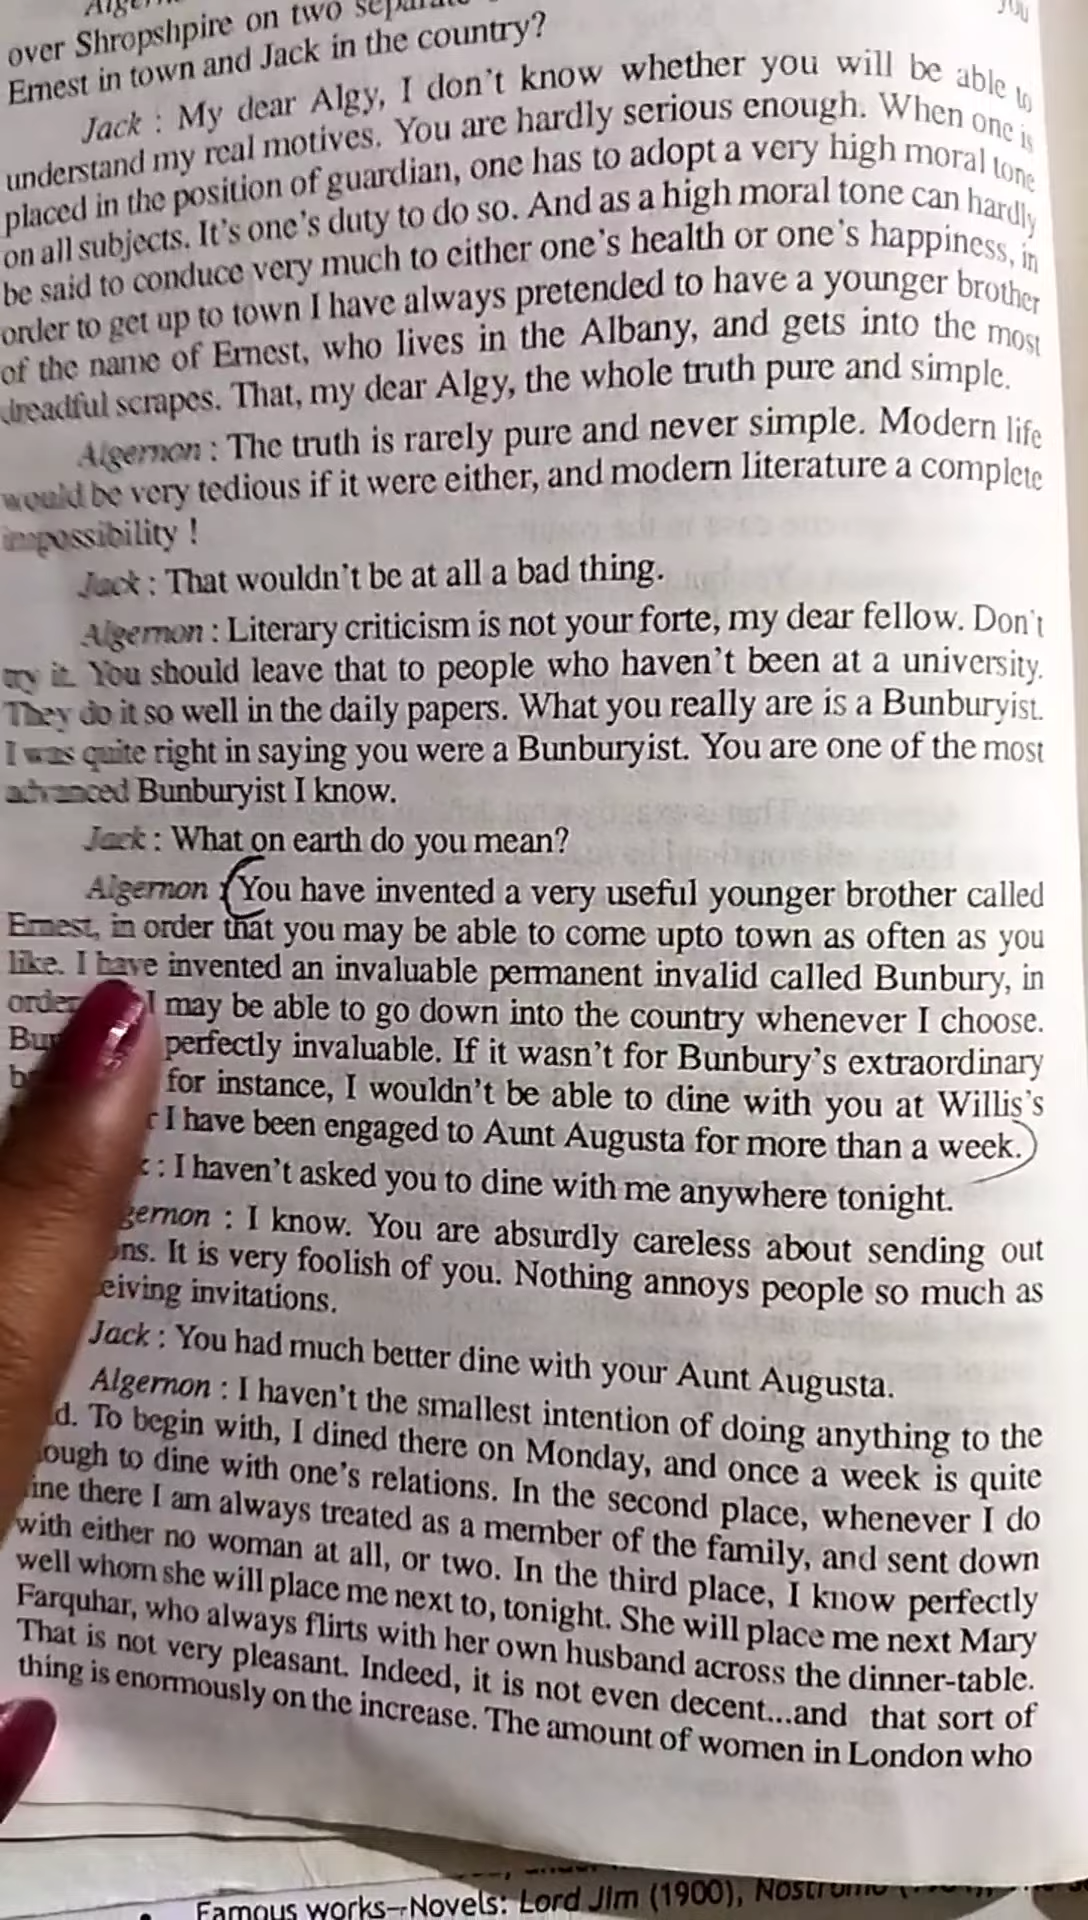 over Shropshpire on two
Ernest in town and Jack in the country?
you
Jack : My dear Algy, I don't know whether you will be able to
understand my real motives. You are hardly serious enough. When one is
placed in the position of guardian, one has to adopt a very high moral tone
on all subjects. It's one's duty to do so. And as a high moral tone can hardly
be said to conduce very much to either one's health or one's happiness, in
order to get up to town I have always pretended to have a younger brother
of the name of Ernest, who lives in the Albany, and gets into the most
dreadful scrapes. That, my dear Algy, the whole truth pure and simple.
Algernon : The truth is rarely pure and never simple. Modern life
would be very tedious if it were either, and modern literature a complete
impossibility !
Jack : That wouldn't be at all a bad thing.
Algernon : Literary criticism is not your forte, my dear fellow. Don't
try it. You should leave that to people who haven't been at a university.
They do it so well in the daily papers. What you really are is a Bunburyist.
I was quite right in saying you were a Bunburyist. You are one of the most
advanced Bunburyist I know.
Jack : What on earth do you mean?
Algernon : You have invented a very useful younger brother called
Ernest, in order that you may be able to come upto town as often as you
like. I have invented an invaluable permanent invalid called Bunbury, in
order I may be able to go down into the country whenever I choose.
perfectly invaluable. If it wasn't for Bunbury's extraordinary
for instance, I wouldn't be able to dine with you at Willis's
I have been engaged to Aunt Augusta for more than a week.
: I haven't asked you to dine with me anywhere tonight.
gernon : I know. You are absurdly careless about sending out
ons. It is very foolish of you. Nothing annoys people so much as
eiving invitations.
Jack : You had much better dine with your Aunt Augusta.
Algernon : I haven't the smallest intention of doing anything to the
d. To begin with, I dined there on Monday, and once a week is quite
ough to dine with one's relations. In the second place, whenever I do
ine there I am always treated as a member of the family, and sent down
with either no woman at all, or two. In the third place, I know perfectly
well whom she will place me next to, tonight. She will place me next Mary
Farquhar, who always flirts with her own husband across the dinner-table.
That is not very pleasant. Indeed, it is not even decent...and that sort of
thing is enormously on the increase. The amount of women in London who
Famous works–Novels: Lord Jim (1900), Nostromo